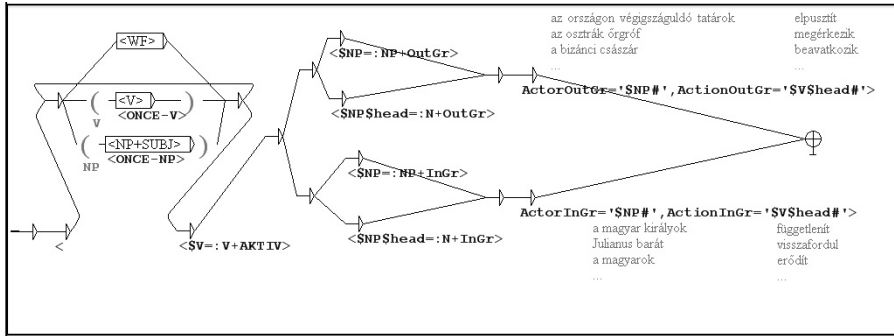 <WF>
<V>
<ONCE-V>
V
<NP+SUBJ>
<ONCE-NP>
NP
<
<$V=:V+AKTIV>
<$NP=:NP+OutGr>
<$NP$head=:N+OutGr>
<$NP=:NP+InGr>
<$NP$head=:N+InGr>
az országon végigszáguldó tatárok elpusztít
az osztrák őrgróf megérkezik
a bizánci császár beavatkozik
... ...
ActorOutGr='$NP#',ActionOutGr='$V$head#'>
ActorInGr='$NP#',ActionInGr='$V$head#'>
a magyar királyok függetlenít
Julianus barát visszafordul
a magyarok erődít
... ...